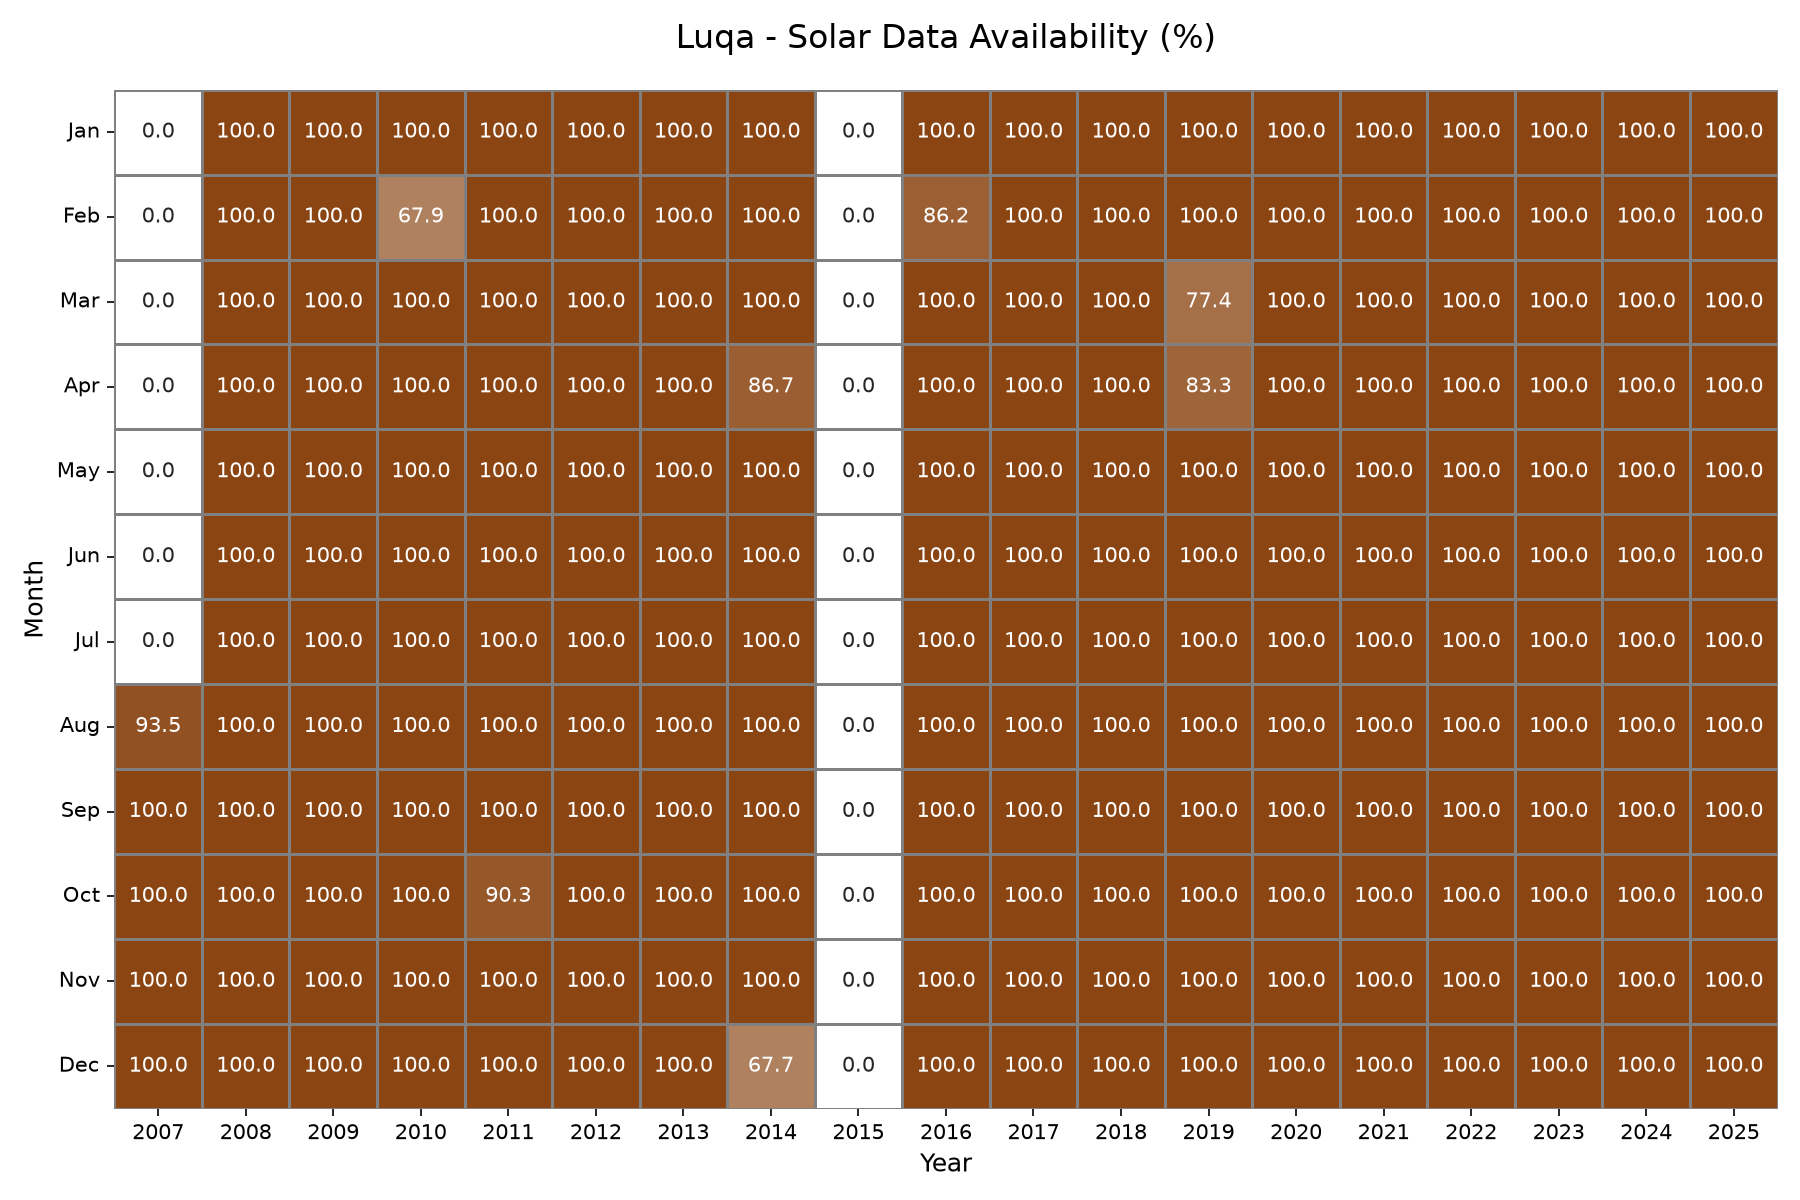 Luqa - Solar Data Availability (%)
Jan 0.0 100.0 100.0 100.0 100.0 100.0 100.0 100.0 0.0 100.0 100.0 100.0 100.0 100.0 100.0 100.0 100.0 100.0 100.0
Feb 0.0 100.0 100.0 67.9 100.0 100.0 100.0 100.0 0.0 86.2 100.0 100.0 100.0 100.0 100.0 100.0 100.0 100.0 100.0
Mar 0.0 100.0 100.0 100.0 100.0 100.0 100.0 100.0 0.0 100.0 100.0 100.0 77.4 100.0 100.0 100.0 100.0 100.0 100.0
Apr 0.0 100.0 100.0 100.0 100.0 100.0 100.0 86.7 0.0 100.0 100.0 100.0 83.3 100.0 100.0 100.0 100.0 100.0 100.0
May 0.0 100.0 100.0 100.0 100.0 100.0 100.0 100.0 0.0 100.0 100.0 100.0 100.0 100.0 100.0 100.0 100.0 100.0 100.0
Jun 0.0 100.0 100.0 100.0 100.0 100.0 100.0 100.0 0.0 100.0 100.0 100.0 100.0 100.0 100.0 100.0 100.0 100.0 100.0
Jul 0.0 100.0 100.0 100.0 100.0 100.0 100.0 100.0 0.0 100.0 100.0 100.0 100.0 100.0 100.0 100.0 100.0 100.0 100.0
Aug 93.5 100.0 100.0 100.0 100.0 100.0 100.0 100.0 0.0 100.0 100.0 100.0 100.0 100.0 100.0 100.0 100.0 100.0 100.0
Sep 100.0 100.0 100.0 100.0 100.0 100.0 100.0 100.0 0.0 100.0 100.0 100.0 100.0 100.0 100.0 100.0 100.0 100.0 100.0
Oct 100.0 100.0 100.0 100.0 90.3 100.0 100.0 100.0 0.0 100.0 100.0 100.0 100.0 100.0 100.0 100.0 100.0 100.0 100.0
Nov 100.0 100.0 100.0 100.0 100.0 100.0 100.0 100.0 0.0 100.0 100.0 100.0 100.0 100.0 100.0 100.0 100.0 100.0 100.0
Dec 100.0 100.0 100.0 100.0 100.0 100.0 100.0 67.7 0.0 100.0 100.0 100.0 100.0 100.0 100.0 100.0 100.0 100.0 100.0
2007 2008 2009 2010 2011 2012 2013 2014 2015 2016 2017 2018 2019 2020 2021 2022 2023 2024 2025
Year
Month